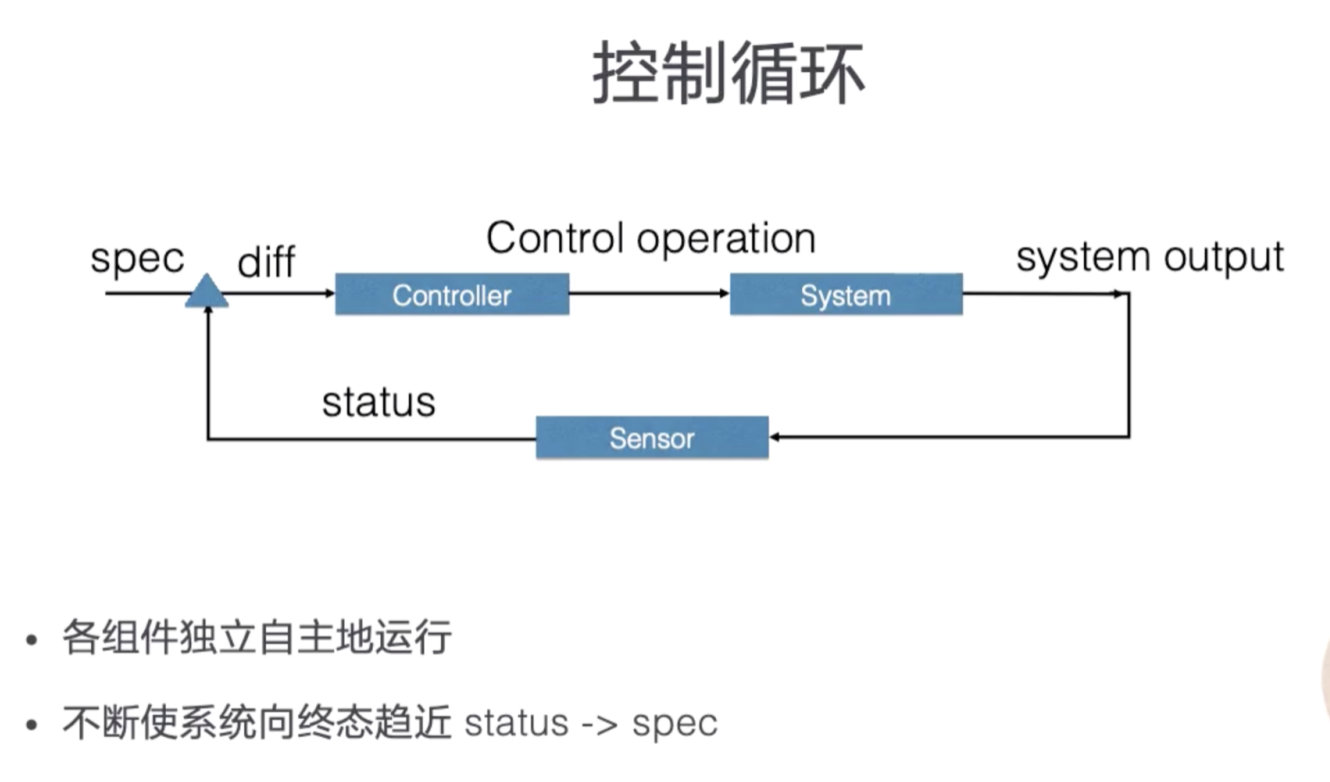 控制循环
spec
diff
Control operation
system output
Controller
System
status
Sensor
• 各组件独立自主地运行
• 不断使系统向终态趋近 status -> spec